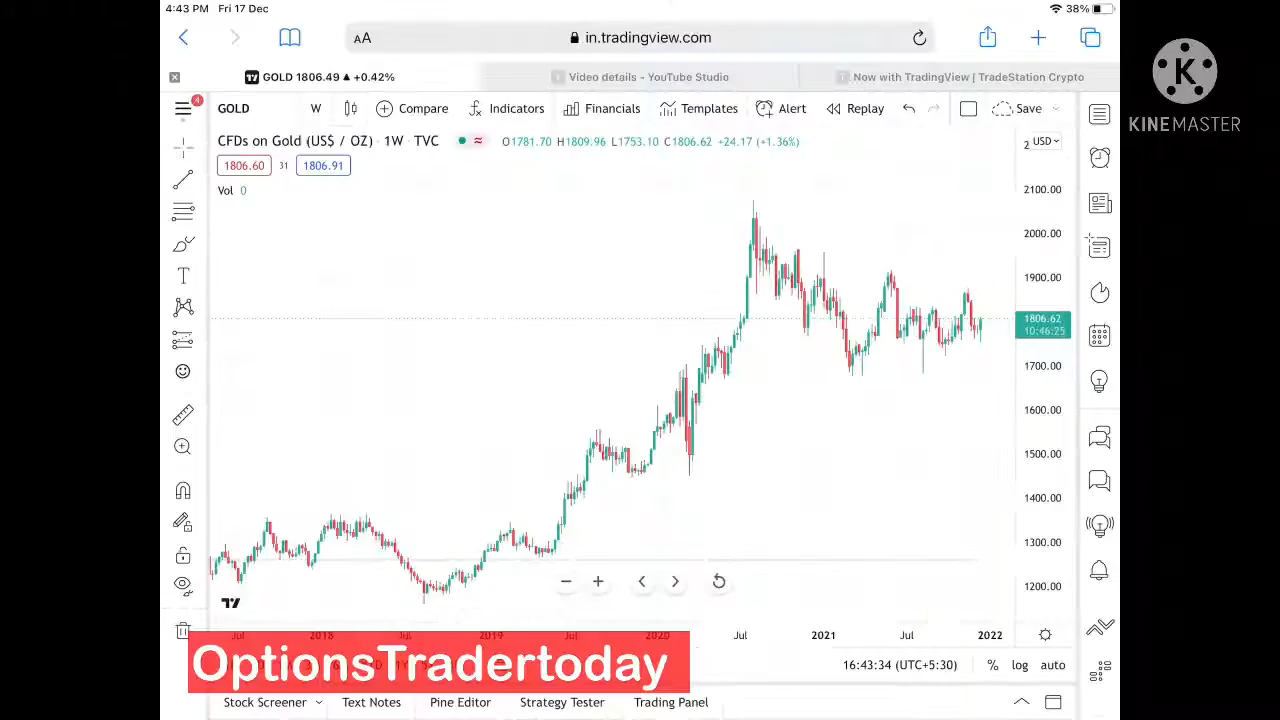 4:43 PM Fri 17 Dec
38%
AA
in.tradingview.com
GOLD 1806.49 ▲ +0.42%
Video details - YouTube Studio
Now with TradingView | TradeStation Crypto
K
KINEMASTER
4
GOLD
W
Compare
Indicators
Financials
Templates
Alert
Replay
Save
CFDs on Gold (US$ / OZ) · 1W · TVC
O1781.70 H1809.96 L1753.10 C1806.62 +24.17 (+1.36%)
2 USD
1806.60 31 1806.91
Vol 0
2100.00
2000.00
1900.00
1806.62
10:46:25
1700.00
1600.00
1500.00
1400.00
1300.00
1200.00
Jul 2018 Jul 2019 Jul 2020 Jul 2021 Jul 2022
OptionsTradertoday
16:43:34 (UTC+5:30)
% log auto
Stock Screener
Text Notes
Pine Editor
Strategy Tester
Trading Panel